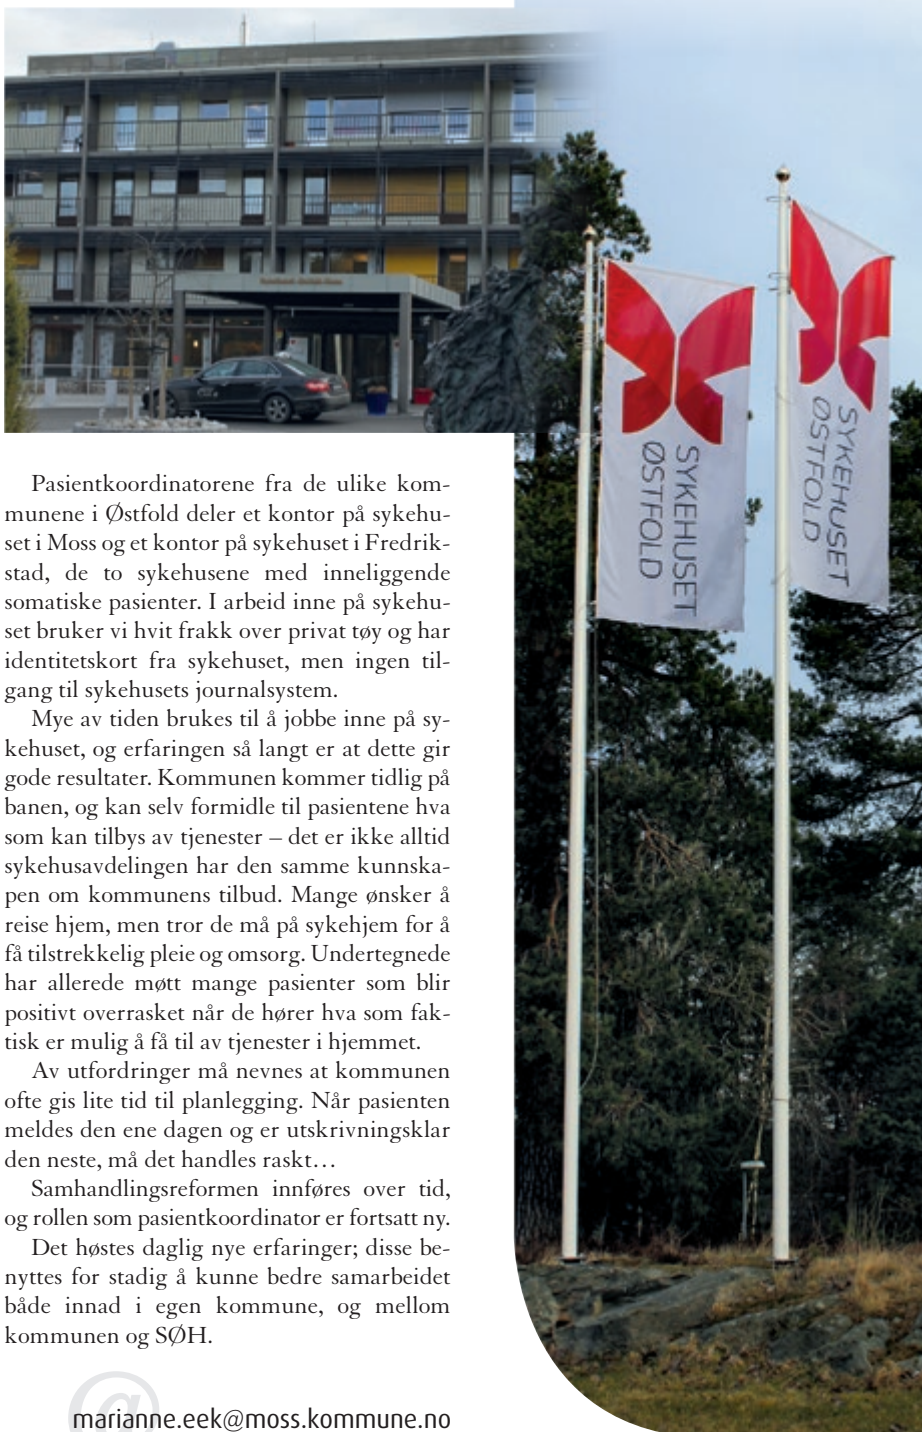 SYKEHUSET
ØSTFOLD
SYKEHUSET
ØSTFOLD
Pasientkoordinatorene fra de ulike kom-
munene i Østfold deler et kontor på sykehu-
set i Moss og et kontor på sykehuset i Fredrik-
stad, de to sykehusene med inneliggende
somatiske pasienter. I arbeid inne på sykehu-
set bruker vi hvit frakk over privat tøy og har
identitetskort fra sykehuset, men ingen til-
gang til sykehusets journalsystem.
Mye av tiden brukes til å jobbe inne på sy-
kehuset, og erfaringen så langt er at dette gir
gode resultater. Kommunen kommer tidlig på
banen, og kan selv formidle til pasientene hva
som kan tilbys av tjenester – det er ikke alltid
sykehusavdelingen har den samme kunnska-
pen om kommunens tilbud. Mange ønsker å
reise hjem, men tror de må på sykehjem for å
få tilstrekkelig pleie og omsorg. Undertegnede
har allerede møtt mange pasienter som blir
positivt overrasket når de hører hva som fak-
tisk er mulig å få til av tjenester i hjemmet.
Av utfordringer må nevnes at kommunen
ofte gis lite tid til planlegging. Når pasienten
meldes den ene dagen og er utskrivningsklar
den neste, må det handles raskt…
Samhandlingsreformen innføres over tid,
og rollen som pasientkoordinator er fortsatt ny.
Det høstes daglig nye erfaringer; disse be-
nyttes for stadig å kunne bedre samarbeidet
både innad i egen kommune, og mellom
kommunen og SØH.
@
marianne.eek@moss.kommune.no